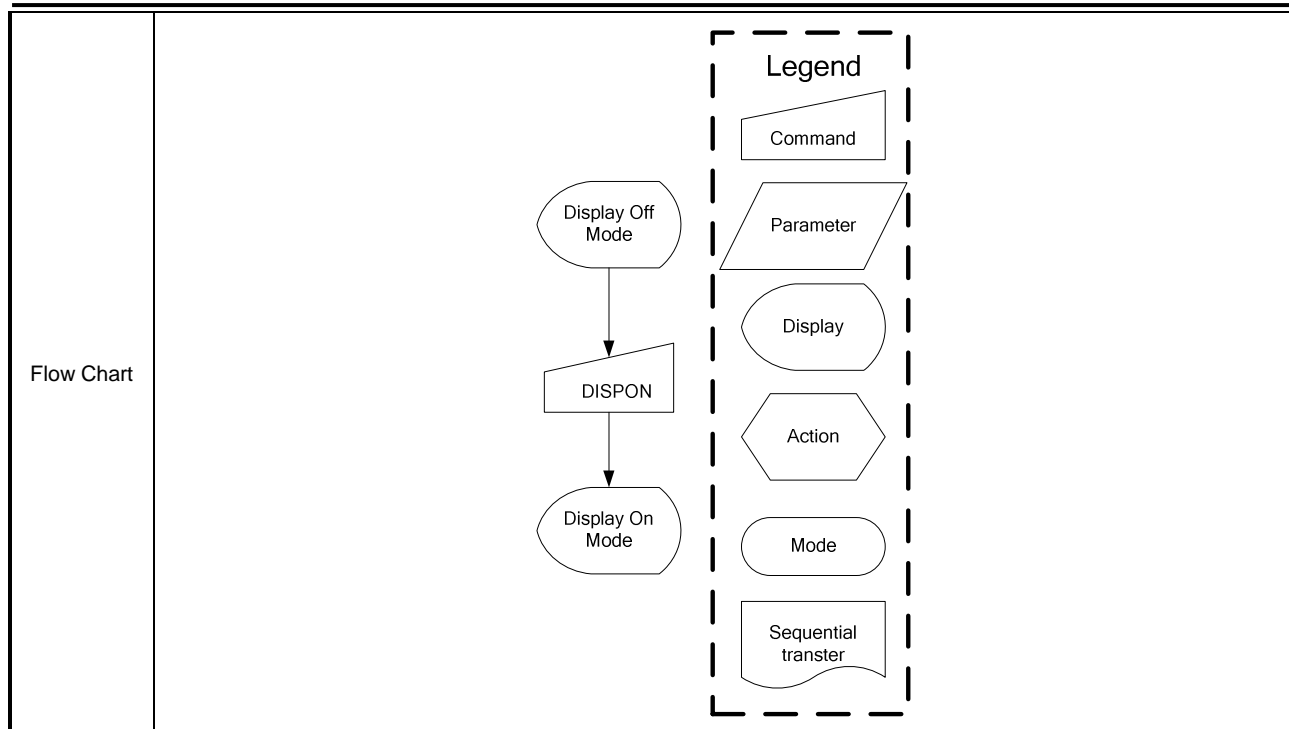 Flow Chart
Display Off
Mode
DISPON
Display On
Mode
Legend
Command
Parameter
Display
Action
Mode
Sequential
transter